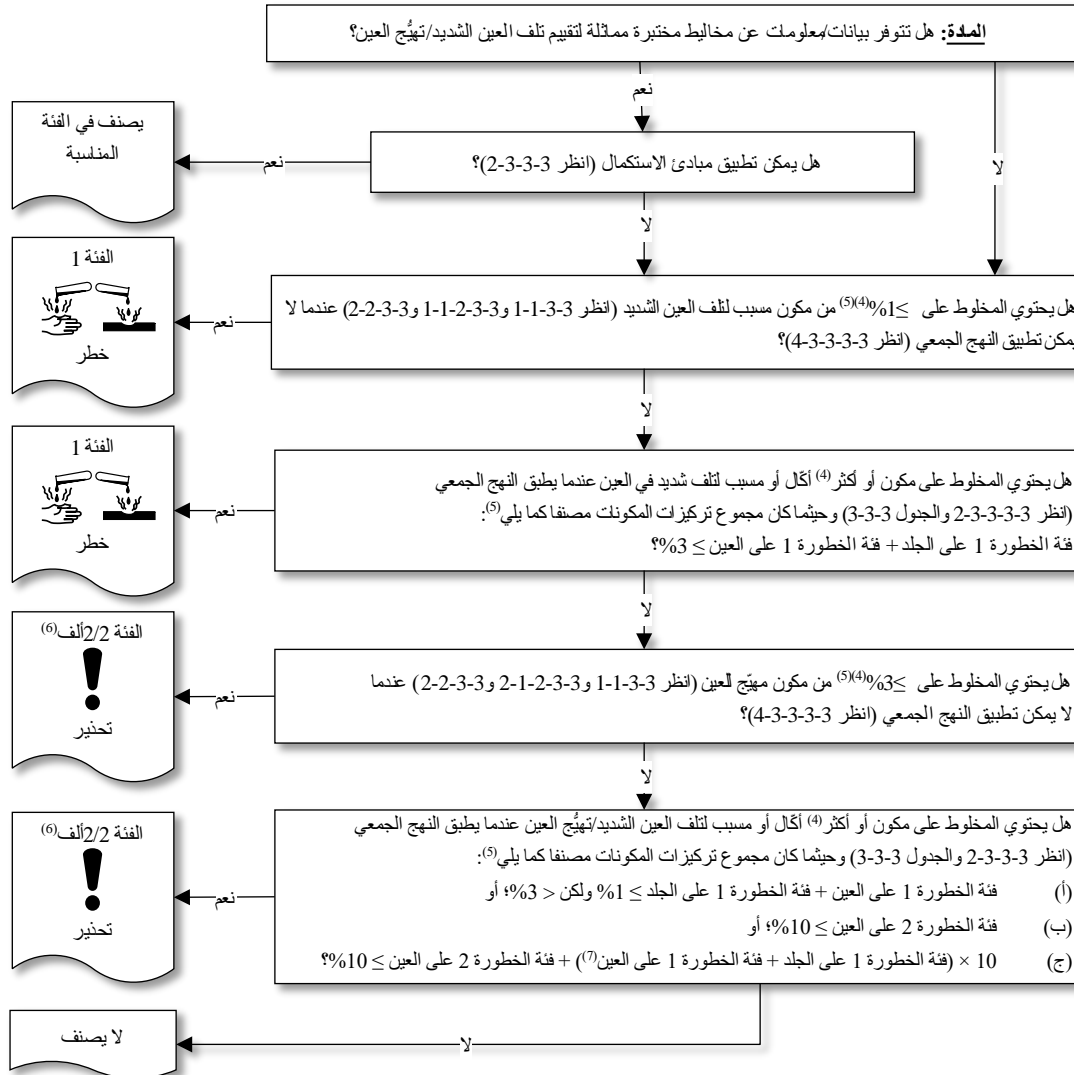 المادة: هل تتوفر بيانات/معلومات عن مخاليط مختبرة مماثلة لتقييم تلف العين الشديد/تهيُّج العين؟
نعم
لا
هل يمكن تطبيق مبادئ الاستكمال (انظر 3-3-3-2)؟
نعم
يصنف في الفئة
المناسبة
لا
هل يحتوي المخلوط على ≥1%(4)(5) من مكون مسبب لتلف العين الشديد (انظر 3-3-1-1 و3-3-2-1-1 و3-3-2-2) عندما لا
يمكن تطبيق النهج الجمعي (انظر 3-3-3-3-4)؟
نعم
الفئة 1
خطر
لا
هل يحتوي المخلوط على مكون أو أكثر(4) أكّال أو مسبب لتلف شديد في العين عندما يطبق النهج الجمعي
(انظر 3-3-3-3-2 والجدول 3-3-3) وحيثما كان مجموع تركيزات المكونات مصنفا كما يلي(5):
فئة الخطورة 1 على الجلد + فئة الخطورة 1 على العين ≥ 3%؟
نعم
الفئة 1
خطر
لا
هل يحتوي المخلوط على ≥3%(4)(5) من مكون مهيّج العين (انظر 3-3-1-1 و3-3-2-1-2 و3-3-2-2) عندما
لا يمكن تطبيق النهج الجمعي (انظر 3-3-3-3-4)؟
نعم
الفئة 2/2ألف(6)
تحذير
لا
هل يحتوي المخلوط على مكون أو أكثر(4) أكّال أو مسبب لتلف العين الشديد/تهيُّج العين عندما يطبق النهج الجمعي
(انظر 3-3-3-2 والجدول 3-3-3) وحيثما كان مجموع تركيزات المكونات مصنفا كما يلي(5):
(أ) فئة الخطورة 1 على العين + فئة الخطورة 1 على الجلد ≥ 1% ولكن < 3%؛ أو
(ب) فئة الخطورة 2 على العين ≥ 10%؛ أو
(ج) 10 × (فئة الخطورة 1 على الجلد + فئة الخطورة 1 على العين(7)) + فئة الخطورة 2 على العين ≥ 10%؟
نعم
الفئة 2/2ألف(6)
تحذير
لا
لا يصنف